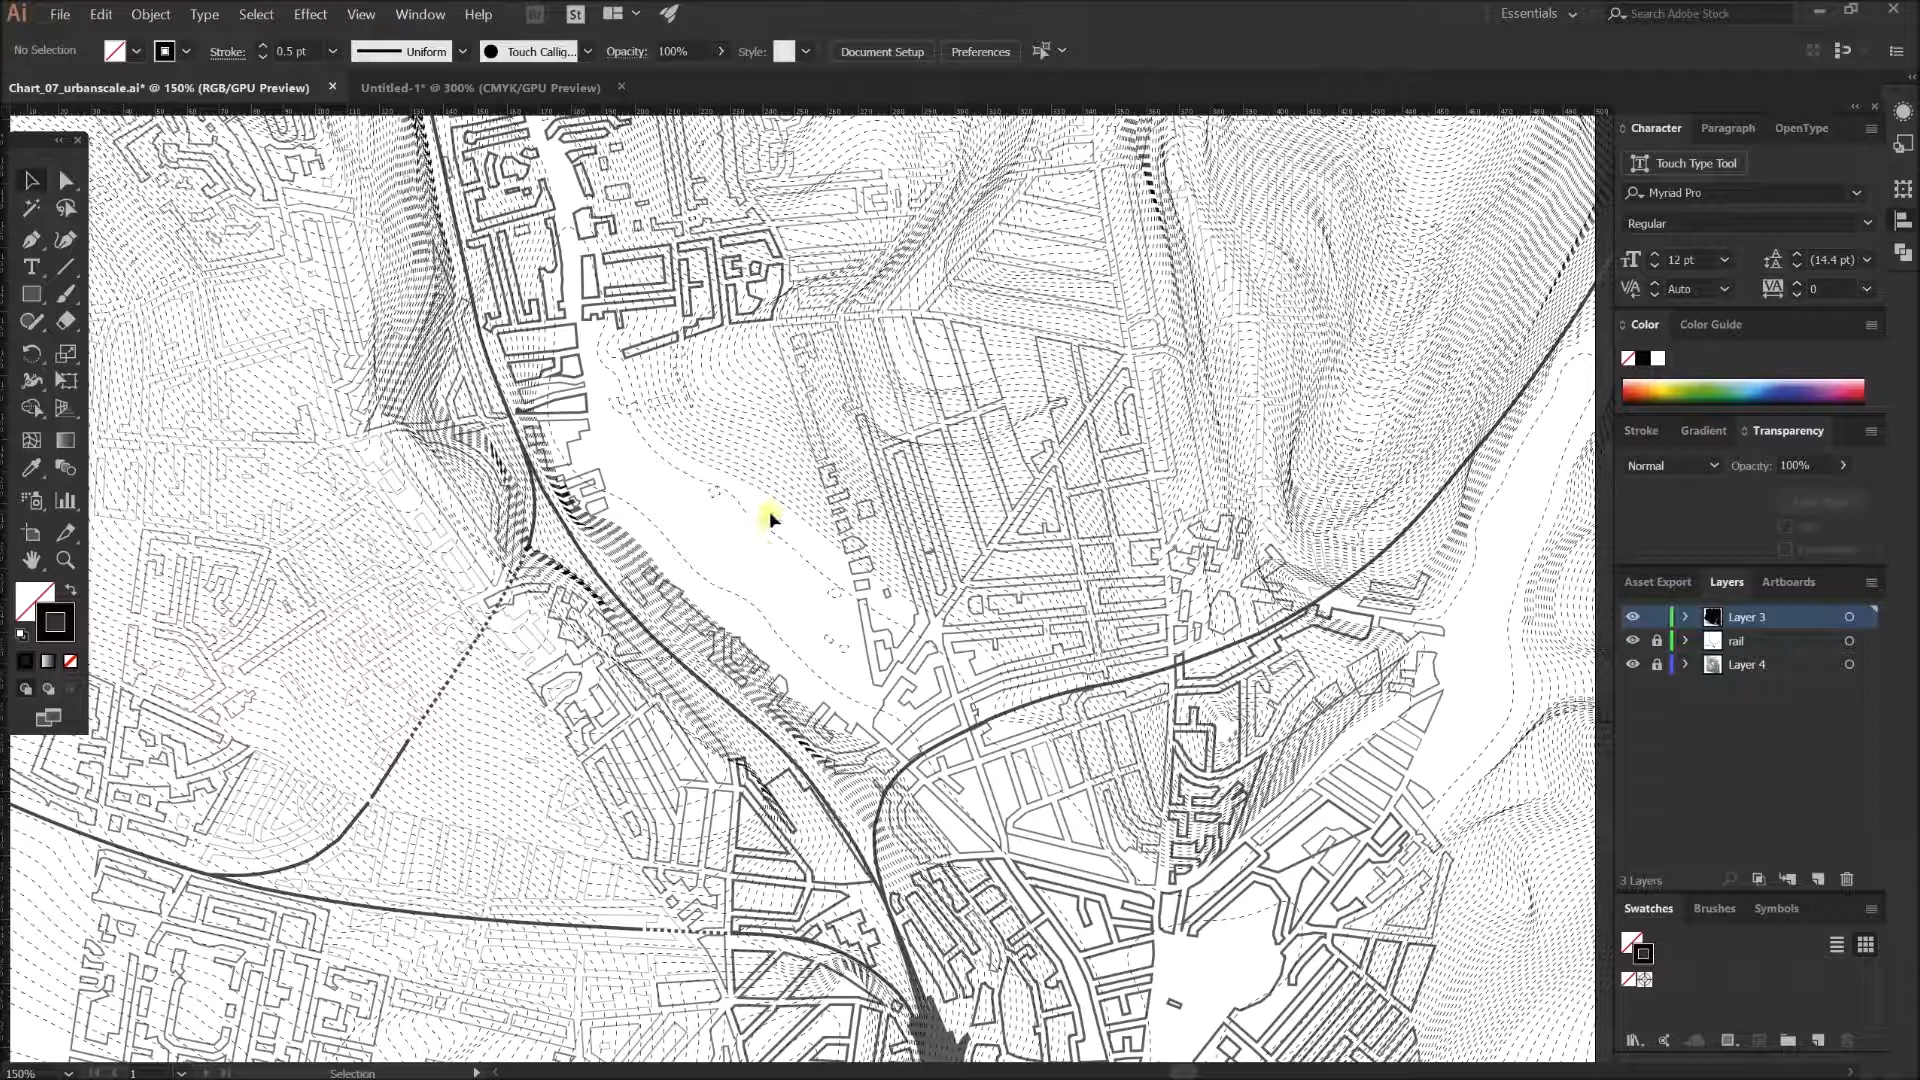 Ai File Edit Object Type Select Effect View Window Help Br St Essentials Search Adobe Stock
No Selection Stroke: 0.5 pt Uniform Touch Callig... Opacity: 100% Style: Document Setup Preferences
Chart_07_urbanscale.ai* @ 150% (RGB/GPU Preview) × Untitled-1* @ 300% (CMYK/GPU Preview) ×
Character Paragraph OpenType
Touch Type Tool
Myriad Pro
Regular
12 pt (14.4 pt)
Auto 0
Color Color Guide
Stroke Gradient Transparency
Normal Opacity: 100%
Asset Export Layers Artboards
Layer 3
rail
Layer 4
3 Layers
Swatches Brushes Symbols
150% 1 Selection